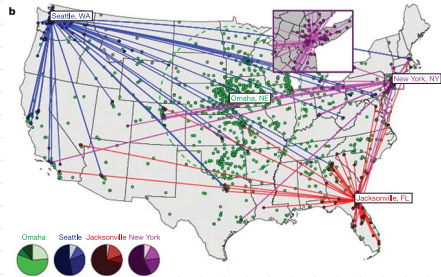 b
Seattle, WA
New York, NY
Omaha, NE
Jacksonville, FL
Omaha Seattle Jacksonville New York